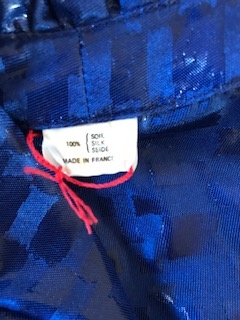 SOIE
100% SILK
SEIDE
MADE IN FRANCE